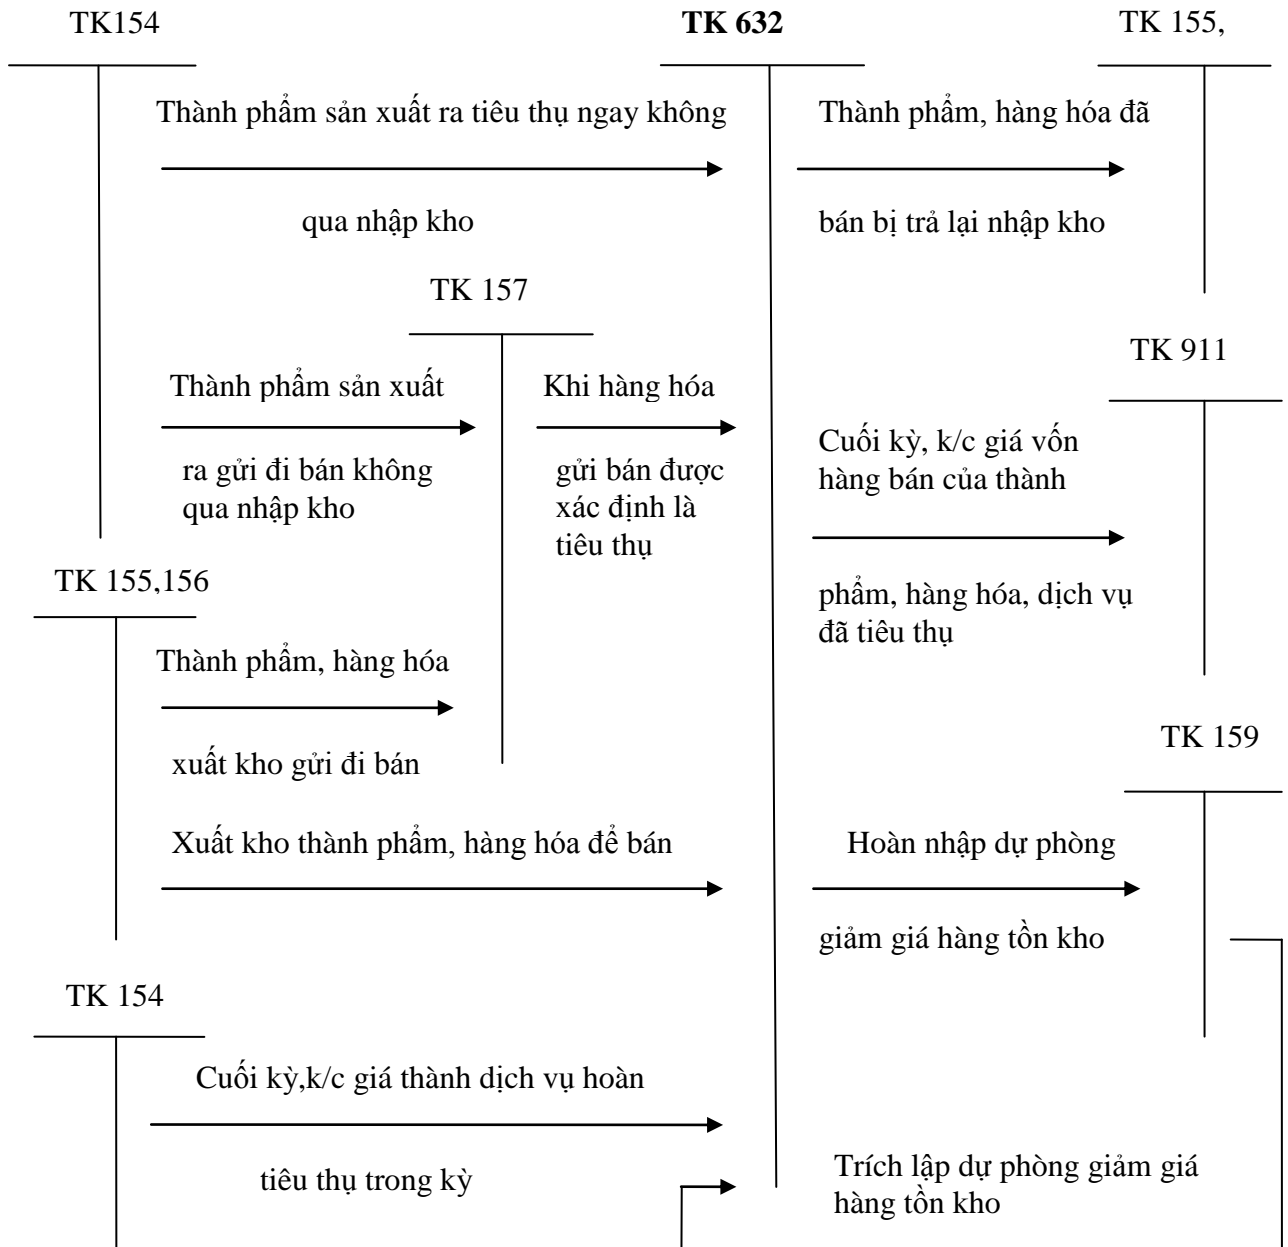 TK154
TK 632
TK 155,
Thành phẩm sản xuất ra tiêu thụ ngay không
qua nhập kho
Thành phẩm, hàng hóa đã
bán bị trả lại nhập kho
TK 157
TK 911
Thành phẩm sản xuất
ra gửi đi bán không
qua nhập kho
Khi hàng hóa
gửi bán được
xác định là
tiêu thụ
Cuối kỳ, k/c giá vốn
hàng bán của thành
phẩm, hàng hóa, dịch vụ
đã tiêu thụ
TK 155,156
Thành phẩm, hàng hóa
xuất kho gửi đi bán
TK 159
Xuất kho thành phẩm, hàng hóa để bán
Hoàn nhập dự phòng
giảm giá hàng tồn kho
TK 154
Cuối kỳ,k/c giá thành dịch vụ hoàn
tiêu thụ trong kỳ
Trích lập dự phòng giảm giá
hàng tồn kho